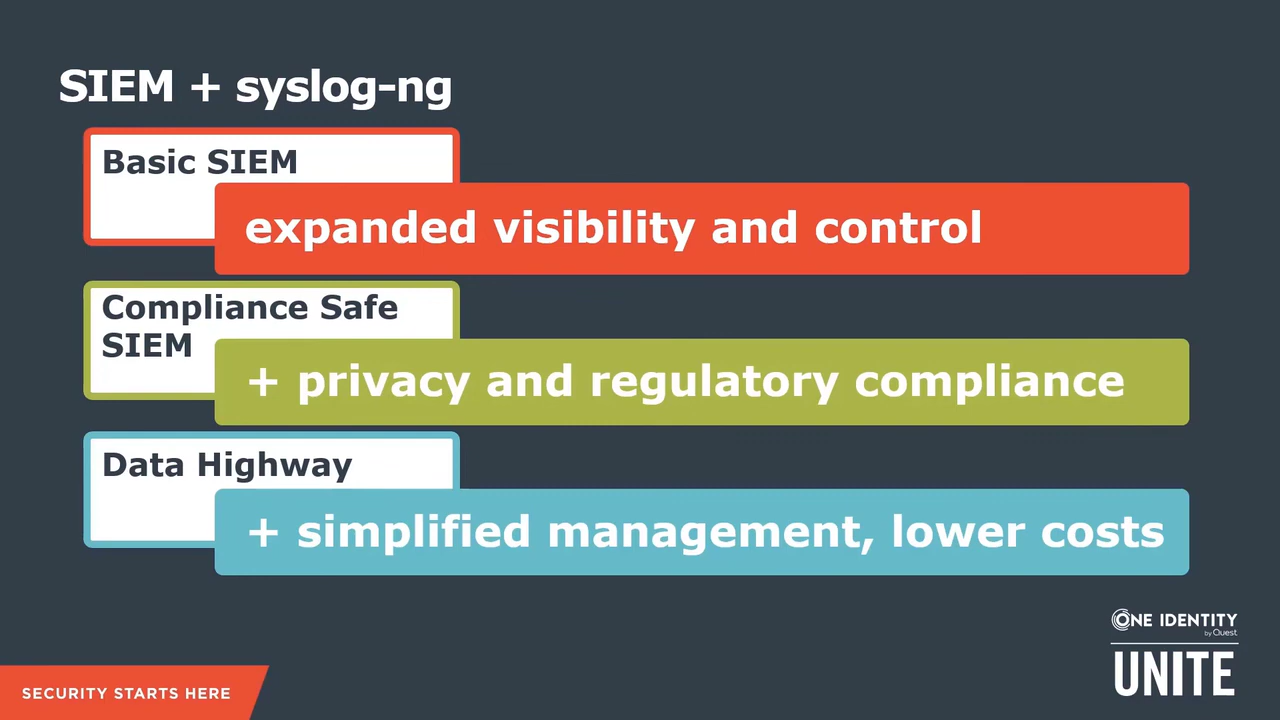 SIEM + syslog-ng
Basic SIEM
expanded visibility and control
Compliance Safe
SIEM
+ privacy and regulatory compliance
Data Highway
+ simplified management, lower costs
ONE IDENTITY
by Quest
UNITE
SECURITY STARTS HERE